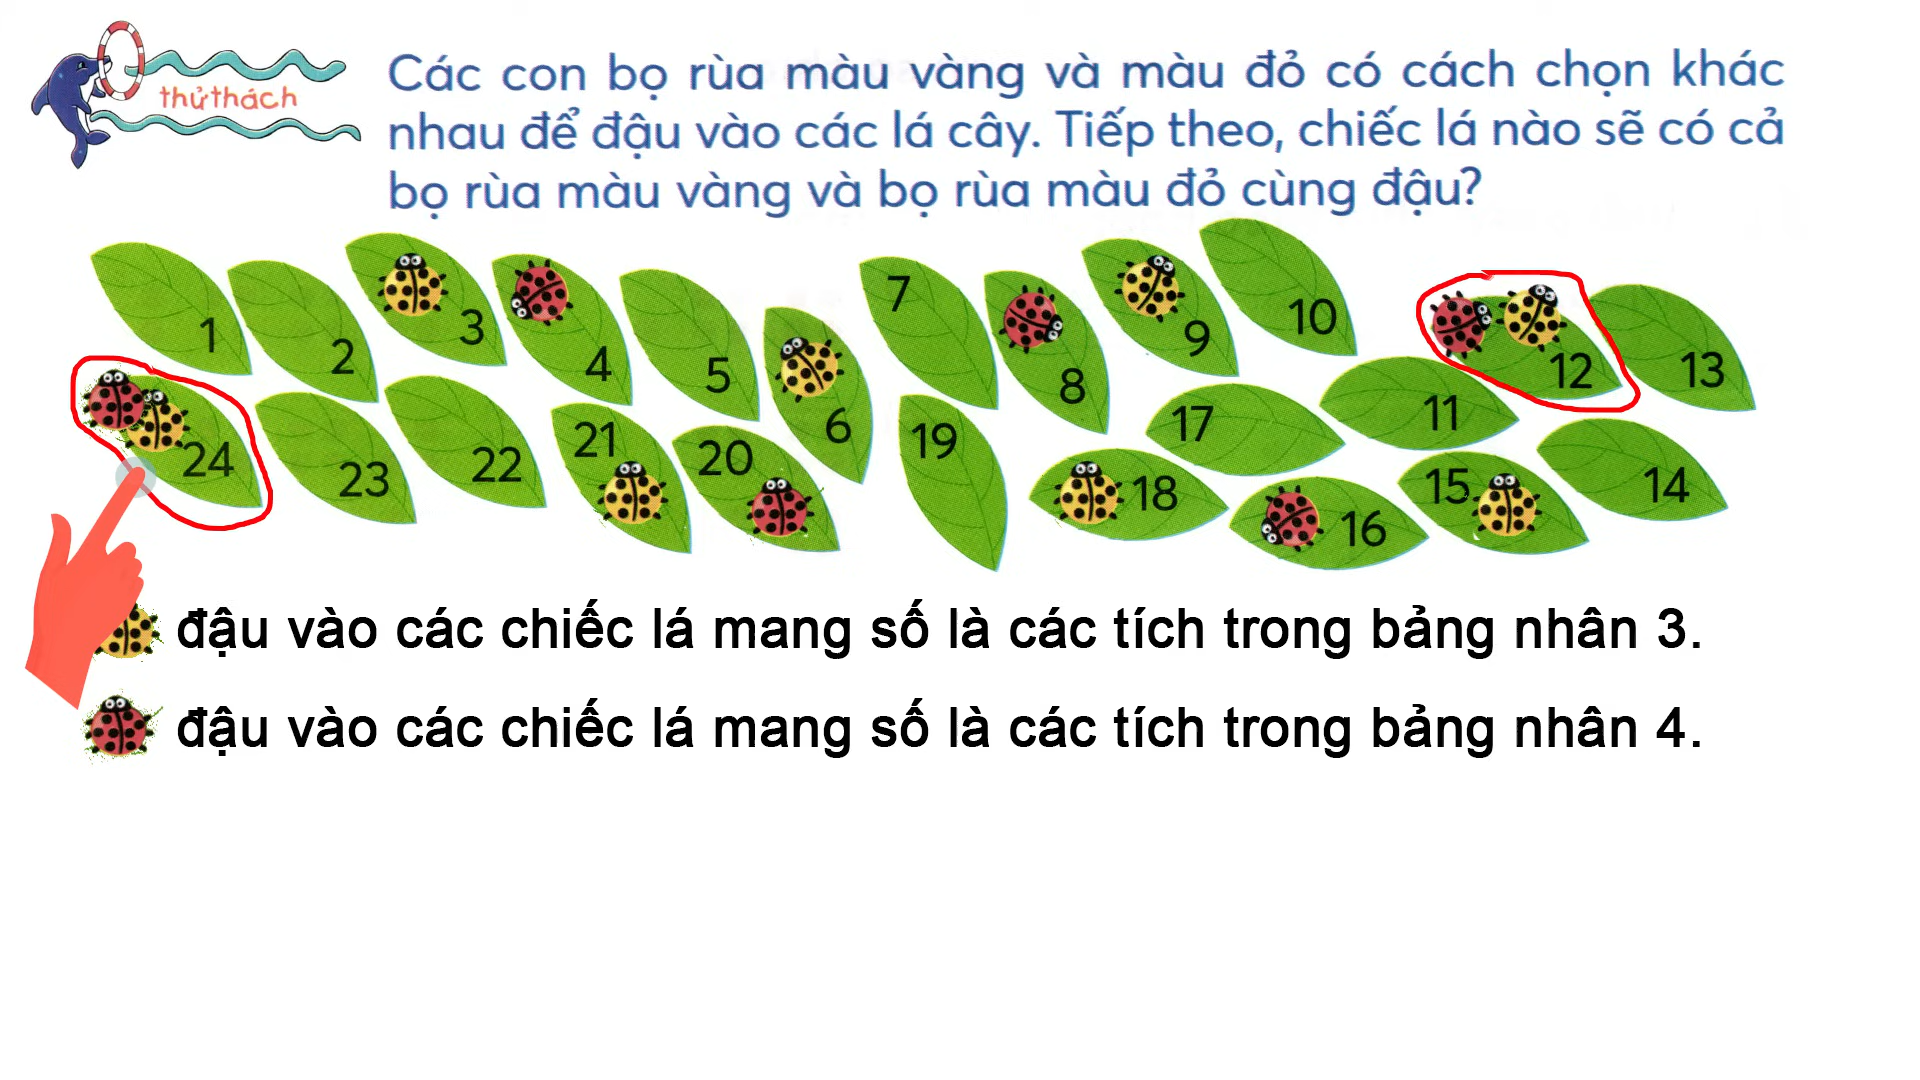 thử thách
Các con bọ rùa màu vàng và màu đỏ có cách chọn khác
nhau để đậu vào các lá cây. Tiếp theo, chiếc lá nào sẽ có cả
bọ rùa màu vàng và bọ rùa màu đỏ cùng đậu?
1 2 3 4 5 6 7 8 9 10 12 13
24 23 22 21 20 19 18 17 16 11 15 14
đậu vào các chiếc lá mang số là các tích trong bảng nhân 3.
đậu vào các chiếc lá mang số là các tích trong bảng nhân 4.